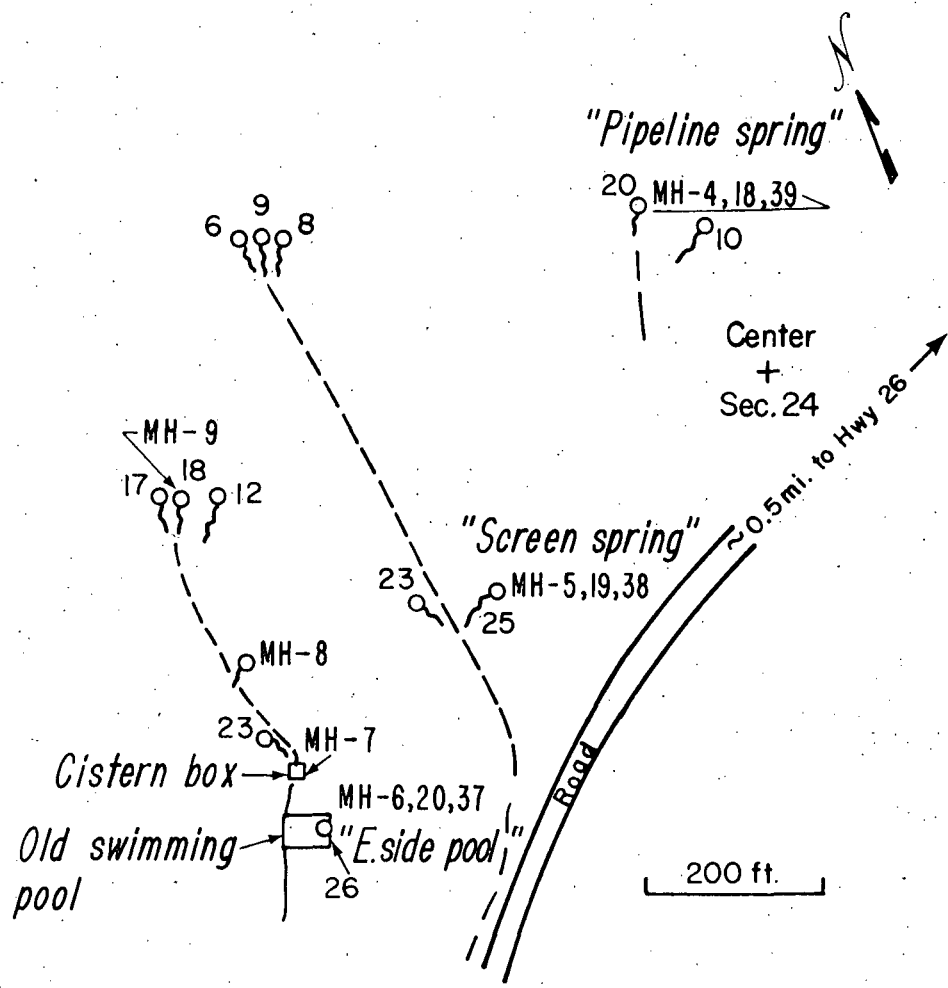 N
"Pipeline spring"
20 MH-4,18,39
10
6 9 8
Center
+
Sec. 24
≈ 0.5 mi. to Hwy 26
MH-9
17 18 12
"Screen spring"
23 MH-5,19,38
25
MH-8
23 MH-7
Cistern box
MH-6,20,37
Old swimming
pool
"E. side pool"
26
Road
200 ft.